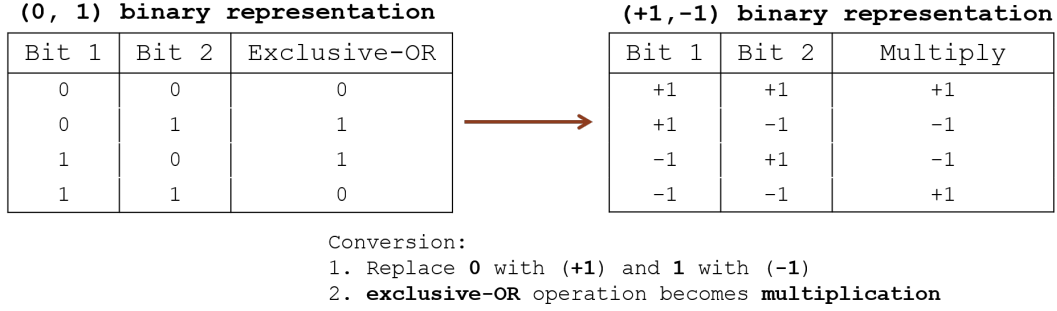 (0, 1) binary representation
Bit 1 Bit 2 Exclusive-OR
0 0 0
0 1 1
1 0 1
1 1 0
(+1,-1) binary representation
Bit 1 Bit 2 Multiply
+1 +1 +1
+1 -1 -1
-1 +1 -1
-1 -1 +1
Conversion:
1. Replace 0 with (+1) and 1 with (-1)
2. exclusive-OR operation becomes multiplication